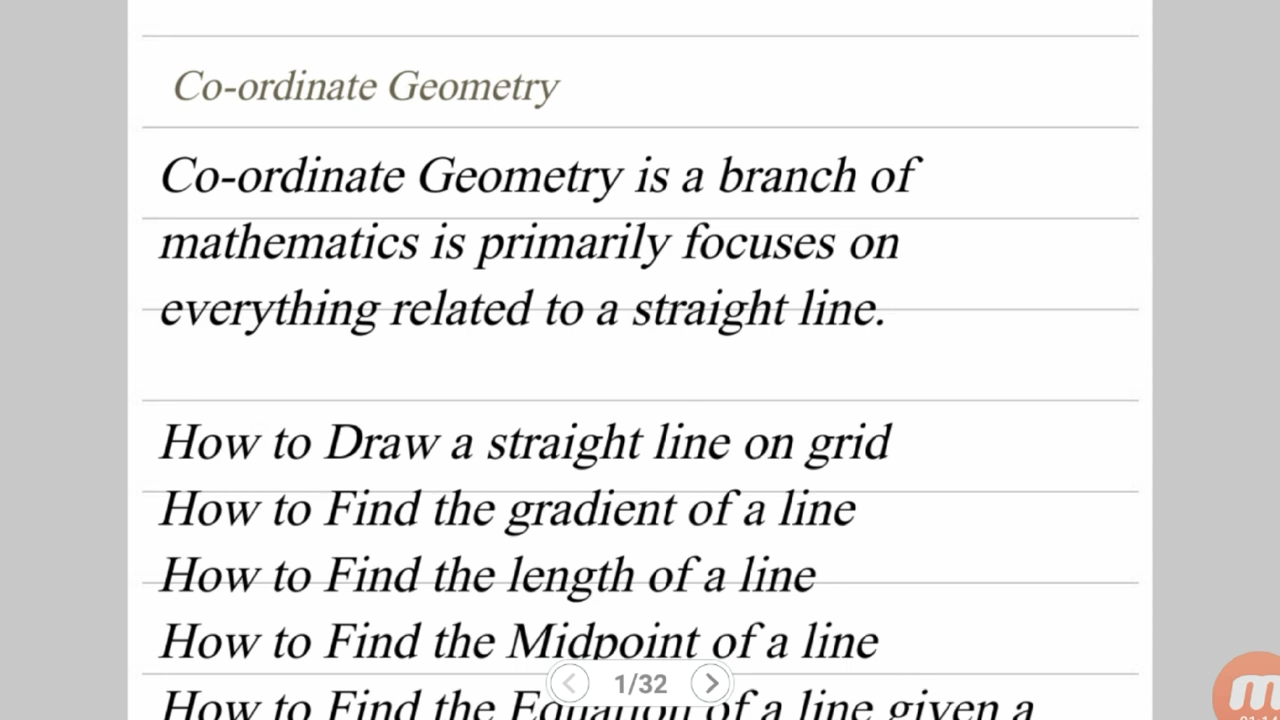 Co-ordinate Geometry
Co-ordinate Geometry is a branch of
mathematics is primarily focuses on
everything related to a straight line.
How to Draw a straight line on grid
How to Find the gradient of a line
How to Find the length of a line
How to Find the Midpoint of a line
1/32
How to Find the Equation of a line given a